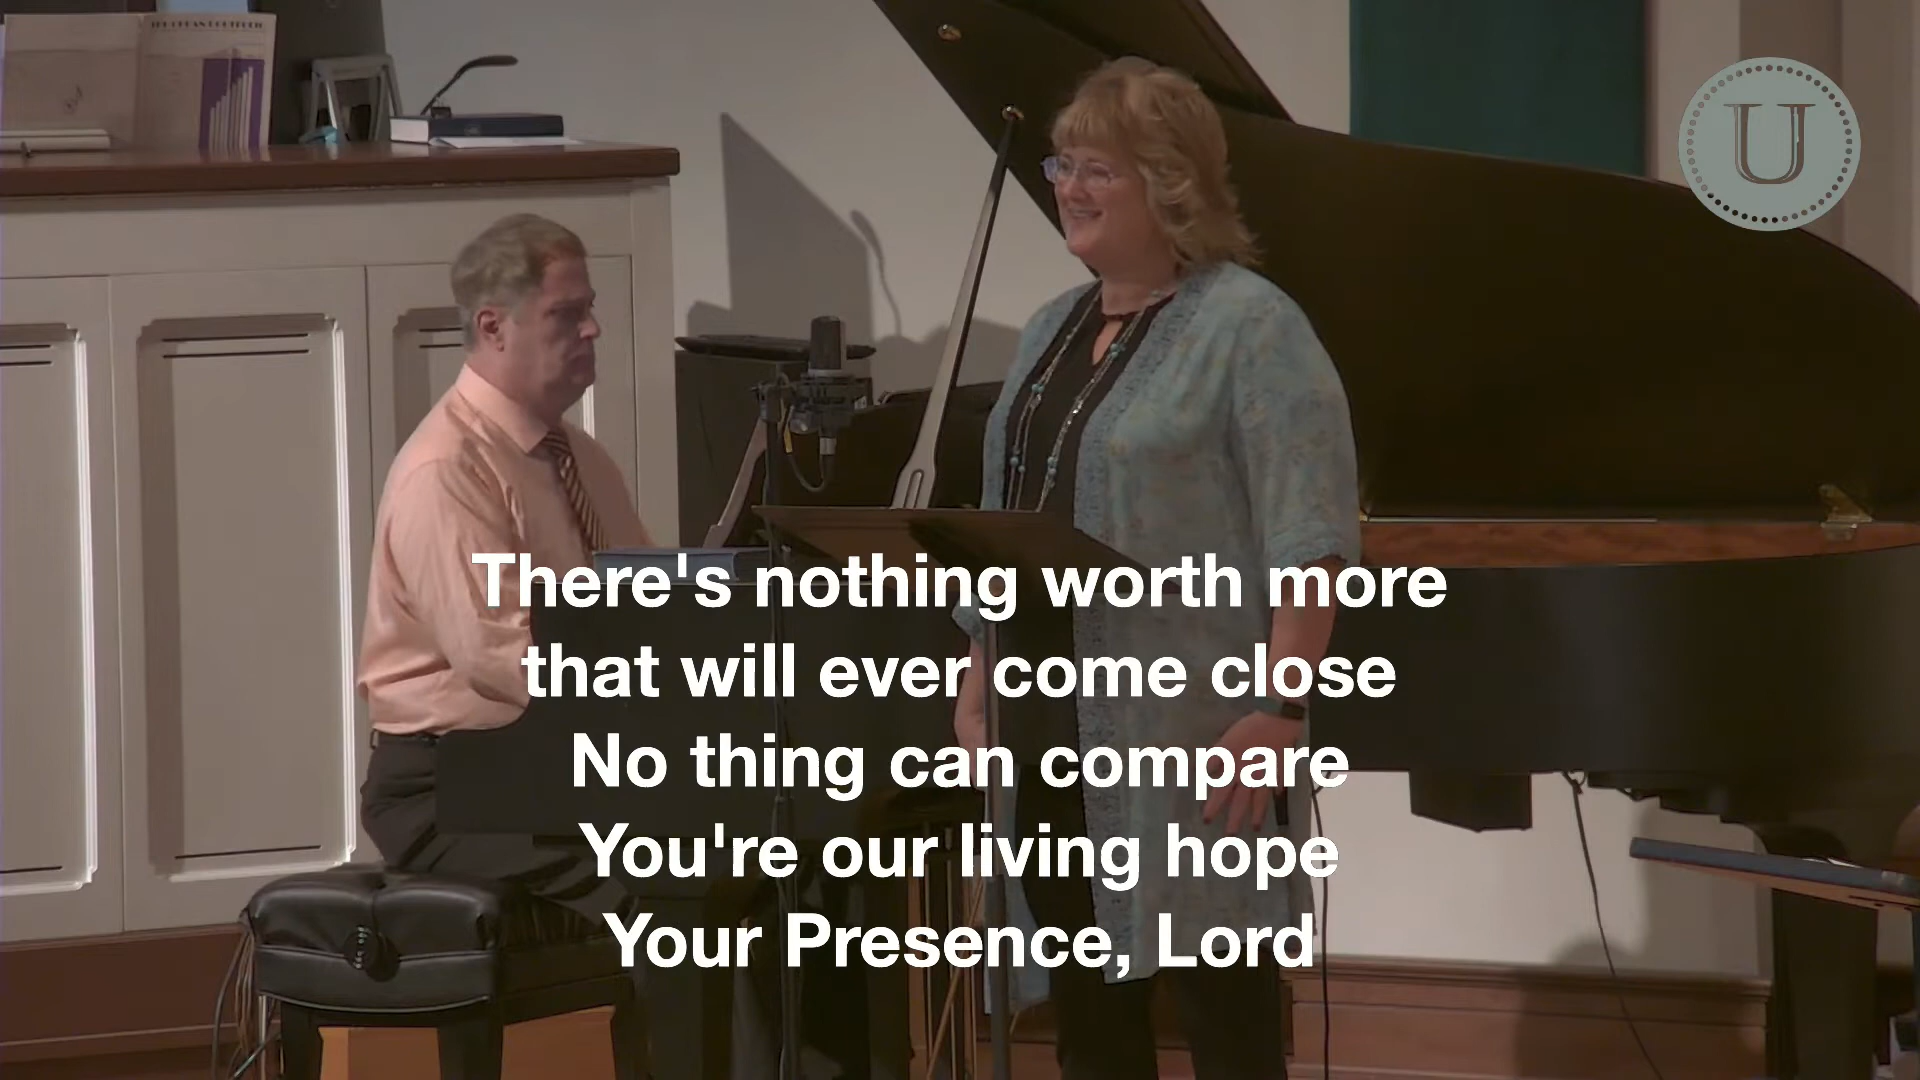 U
There's nothing worth more
that will ever come close
No thing can compare
You're our living hope
Your Presence, Lord